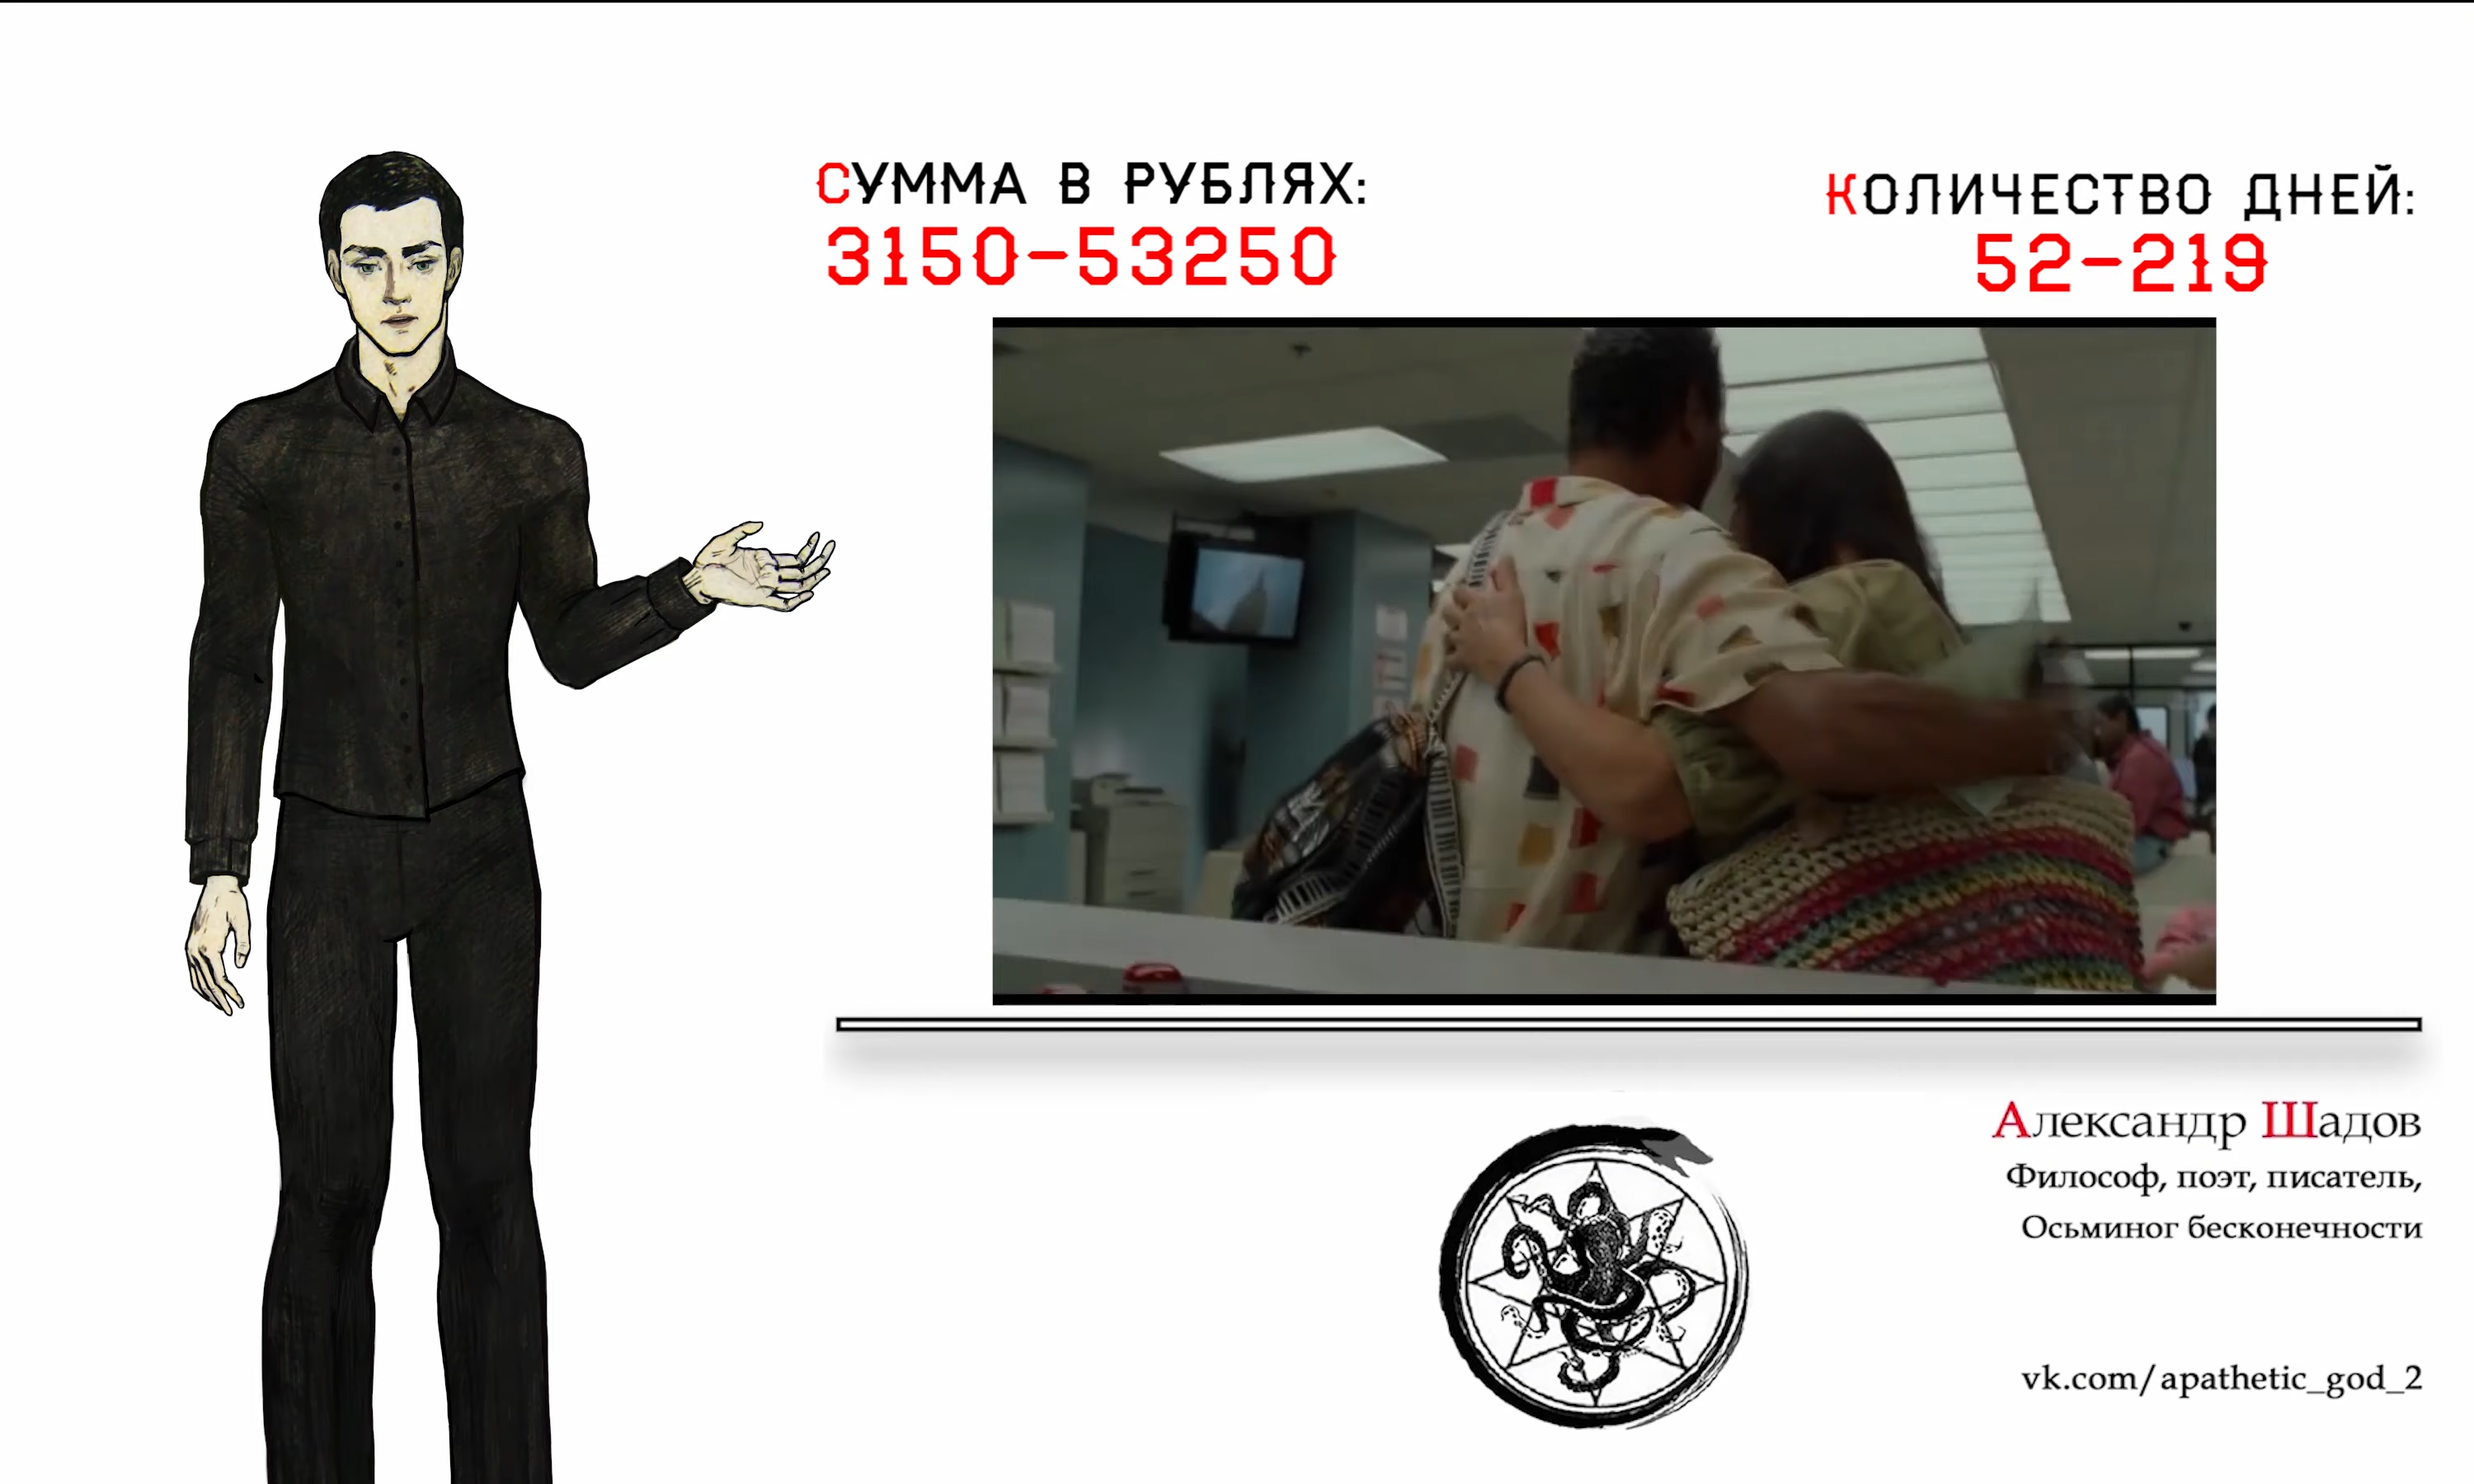 СУММА В РУБЛЯХ:
3150-53250
КОЛИЧЕСТВО ДНЕЙ:
52-219
Александр Шадов
Философ, поэт, писатель,
Осьминог бесконечности
vk.com/apathetic_god_2